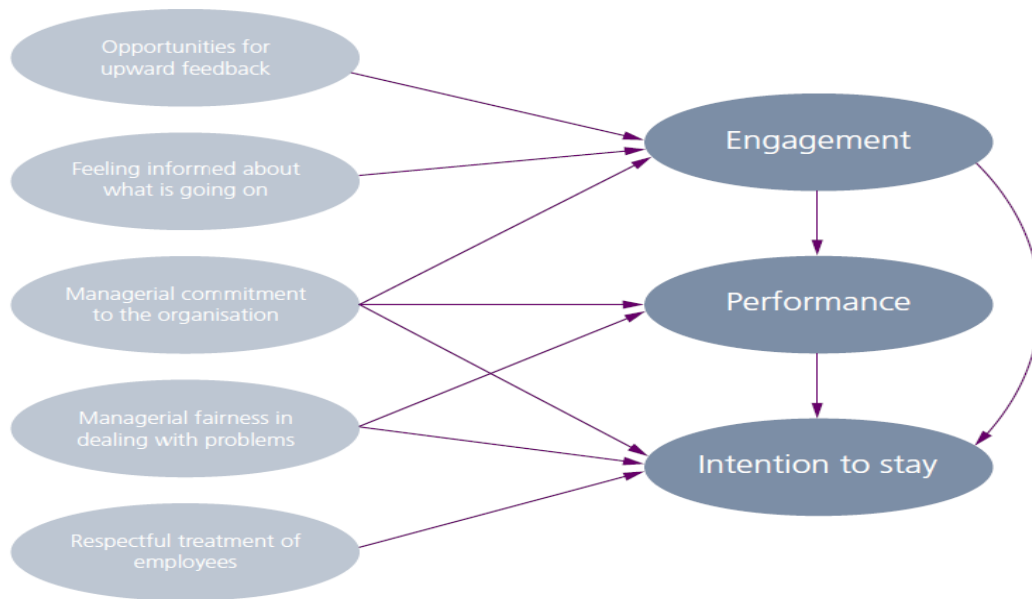 Opportunities for
upward feedback
Feeling informed about
what is going on
Managerial commitment
to the organisation
Managerial fairness in
dealing with problems
Respectful treatment of
employees
Engagement
Performance
Intention to stay